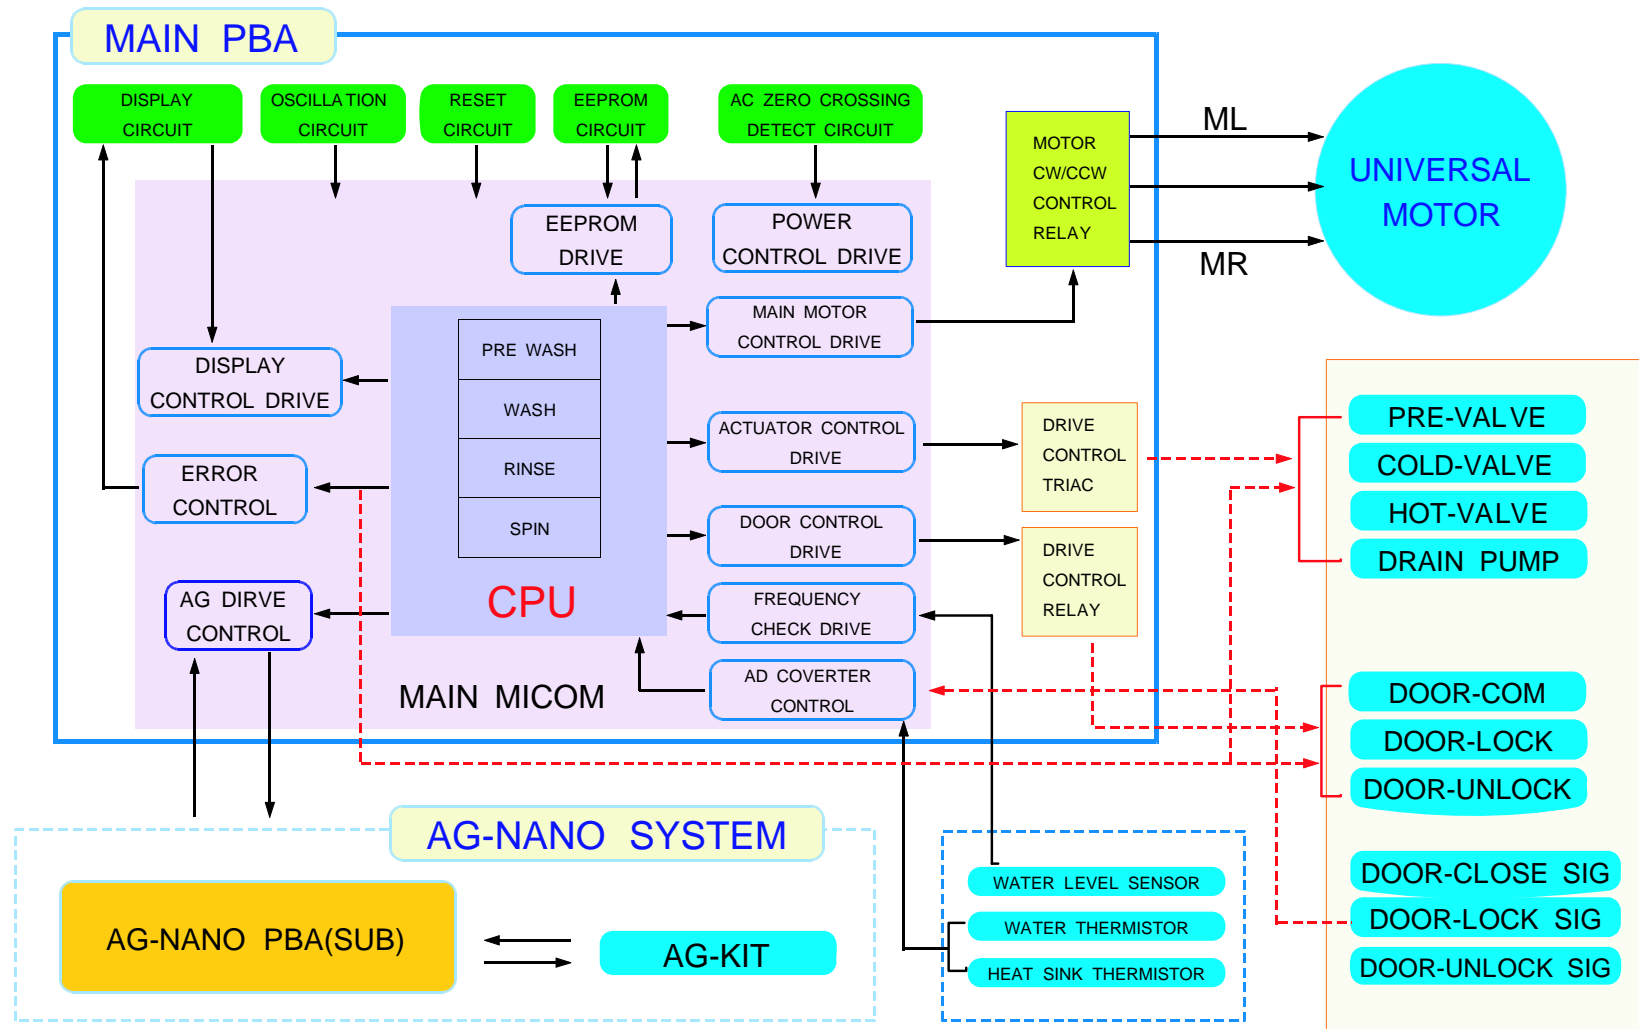 MAIN PBA
DISPLAY
CIRCUIT
OSCILLATION
CIRCUIT
RESET
CIRCUIT
EEPROM
CIRCUIT
AC ZERO CROSSING
DETECT CIRCUIT
MOTOR
CW/CCW
CONTROL
RELAY
ML
MR
UNIVERSAL
MOTOR
EEPROM
DRIVE
POWER
CONTROL DRIVE
MAIN MOTOR
CONTROL DRIVE
DISPLAY
CONTROL DRIVE
PRE WASH
WASH
RINSE
SPIN
CPU
ACTUATOR CONTROL
DRIVE
DRIVE
CONTROL
TRIAC
ERROR
CONTROL
DOOR CONTROL
DRIVE
DRIVE
CONTROL
RELAY
AG DIRVE
CONTROL
FREQUENCY
CHECK DRIVE
AD COVERTER
CONTROL
MAIN MICOM
PRE-VALVE
COLD-VALVE
HOT-VALVE
DRAIN PUMP
DOOR-COM
DOOR-LOCK
DOOR-UNLOCK
DOOR-CLOSE SIG
DOOR-LOCK SIG
DOOR-UNLOCK SIG
AG-NANO SYSTEM
AG-NANO PBA(SUB)
AG-KIT
WATER LEVEL SENSOR
WATER THERMISTOR
HEAT SINK THERMISTOR